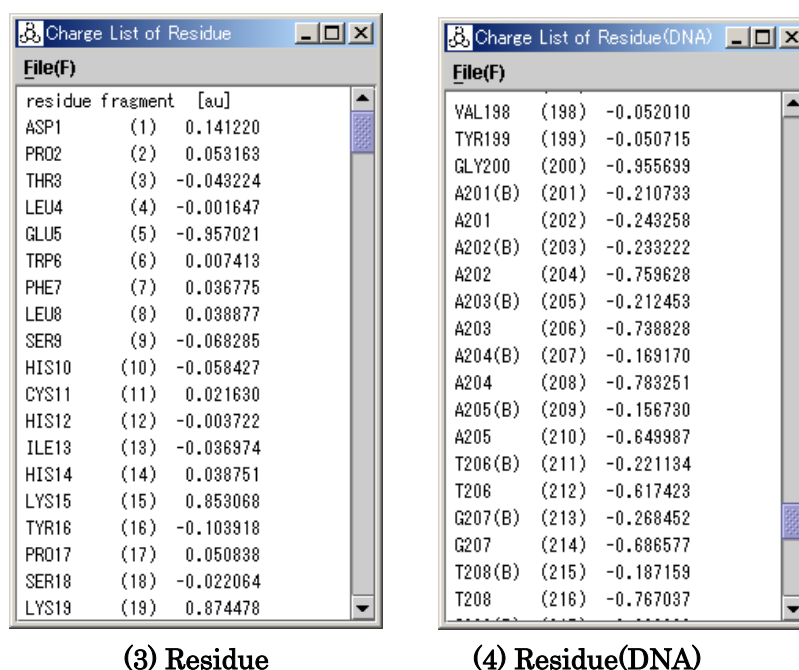 Charge List of Residue
File(F)
residue fragment [au]
ASP1 (1) 0.141220
PRO2 (2) 0.053163
THR3 (3) -0.043224
LEU4 (4) -0.001647
GLU5 (5) -0.957021
TRP6 (6) 0.007413
PHE7 (7) 0.036775
LEU8 (8) 0.038877
SER9 (9) -0.068285
HIS10 (10) -0.058427
CYS11 (11) 0.021630
HIS12 (12) -0.003722
ILE13 (13) -0.036974
HIS14 (14) 0.038751
LYS15 (15) 0.853068
TYR16 (16) -0.103918
PRO17 (17) 0.050838
SER18 (18) -0.022064
LYS19 (19) 0.874478
(3) Residue
Charge List of Residue(DNA)
File(F)
VAL198 (198) -0.052010
TYR199 (199) -0.050715
GLY200 (200) -0.955699
A201(B) (201) -0.210733
A201 (202) -0.243258
A202(B) (203) -0.233222
A202 (204) -0.759628
A203(B) (205) -0.212453
A203 (206) -0.738828
A204(B) (207) -0.169170
A204 (208) -0.783251
A205(B) (209) -0.156730
A205 (210) -0.649987
T206(B) (211) -0.221134
T206 (212) -0.617423
G207(B) (213) -0.268452
G207 (214) -0.686577
T208(B) (215) -0.187159
T208 (216) -0.767037
(4) Residue(DNA)